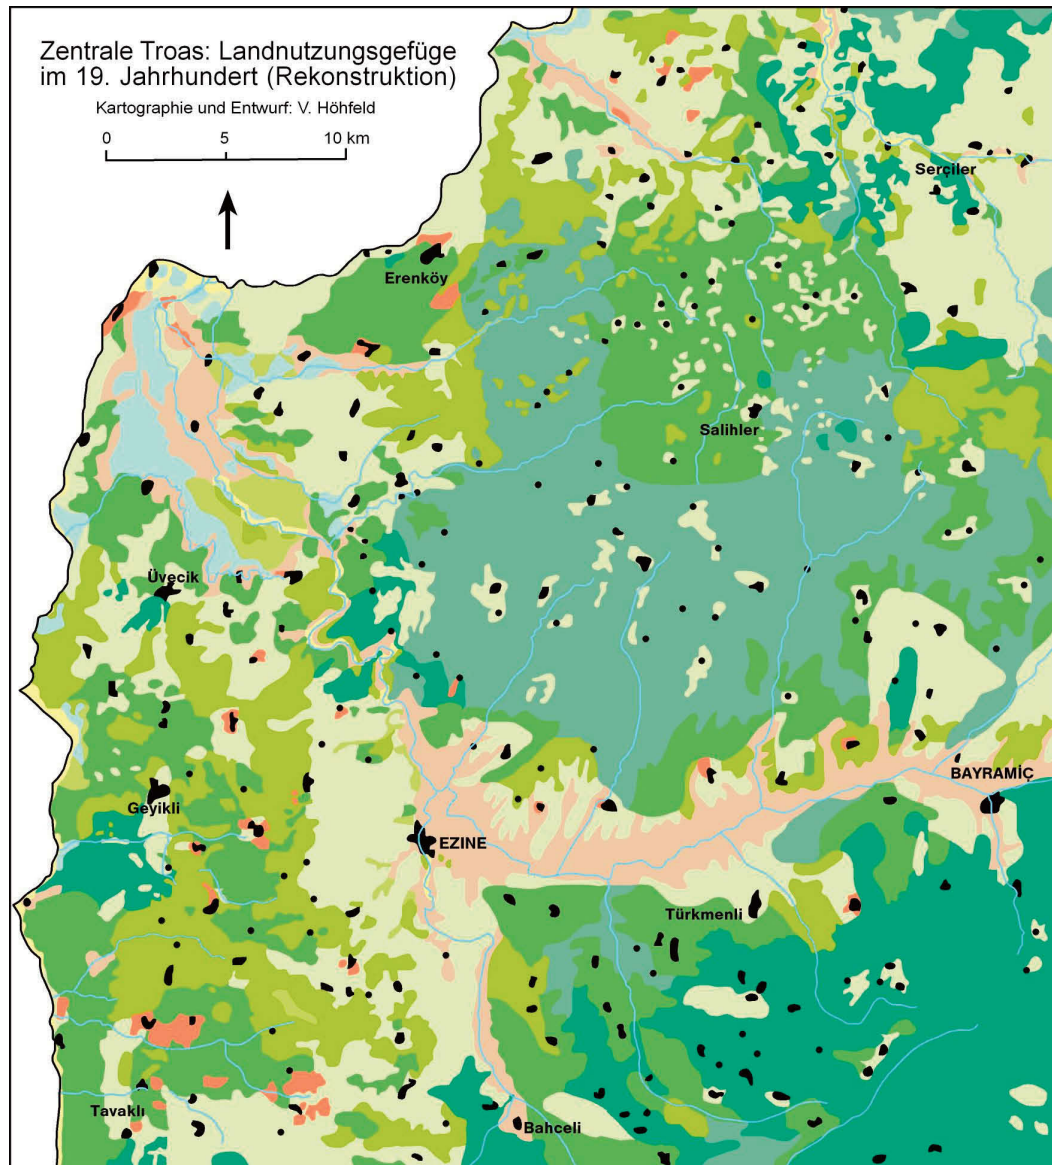 Zentrale Troas: Landnutzungsgefüge
im 19. Jahrhundert (Rekonstruktion)
Kartographie und Entwurf: V. Höhfeld
0 5 10 km
Serçiler
Erenköy
Salihler
Üvecik
BAYRAMİÇ
Geyikli
EZINE
Türkmenli
Tavaklı
Bahceli